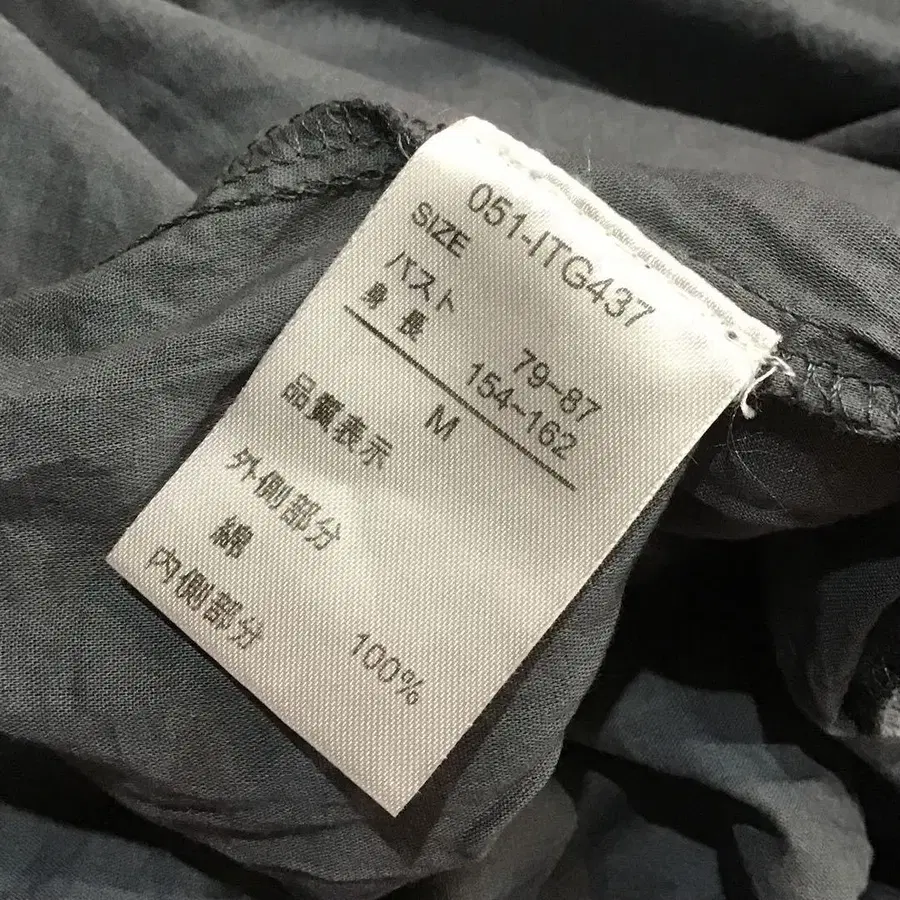 051-ITG437
SIZE
バスト 79~87
身長 154~162
M
品質表示
外側部分
綿 100%
内側部分